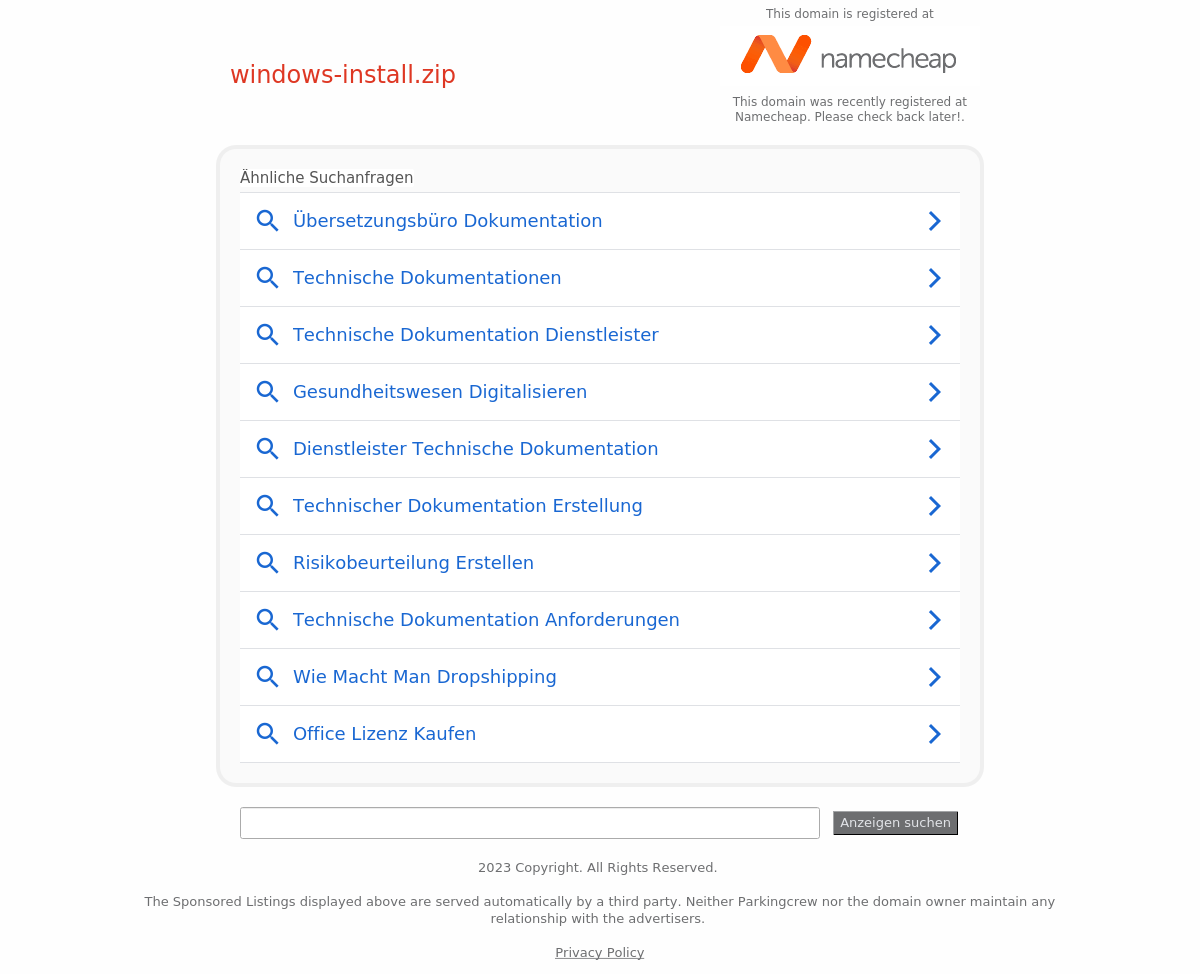 This domain is registered at
namecheap
windows-install.zip
This domain was recently registered at
Namecheap. Please check back later!.
Ähnliche Suchanfragen
Übersetzungsbüro Dokumentation
Technische Dokumentationen
Technische Dokumentation Dienstleister
Gesundheitswesen Digitalisieren
Dienstleister Technische Dokumentation
Technischer Dokumentation Erstellung
Risikobeurteilung Erstellen
Technische Dokumentation Anforderungen
Wie Macht Man Dropshipping
Office Lizenz Kaufen
Anzeigen suchen
2023 Copyright. All Rights Reserved.
The Sponsored Listings displayed above are served automatically by a third party. Neither Parkingcrew nor the domain owner maintain any
relationship with the advertisers.
Privacy Policy